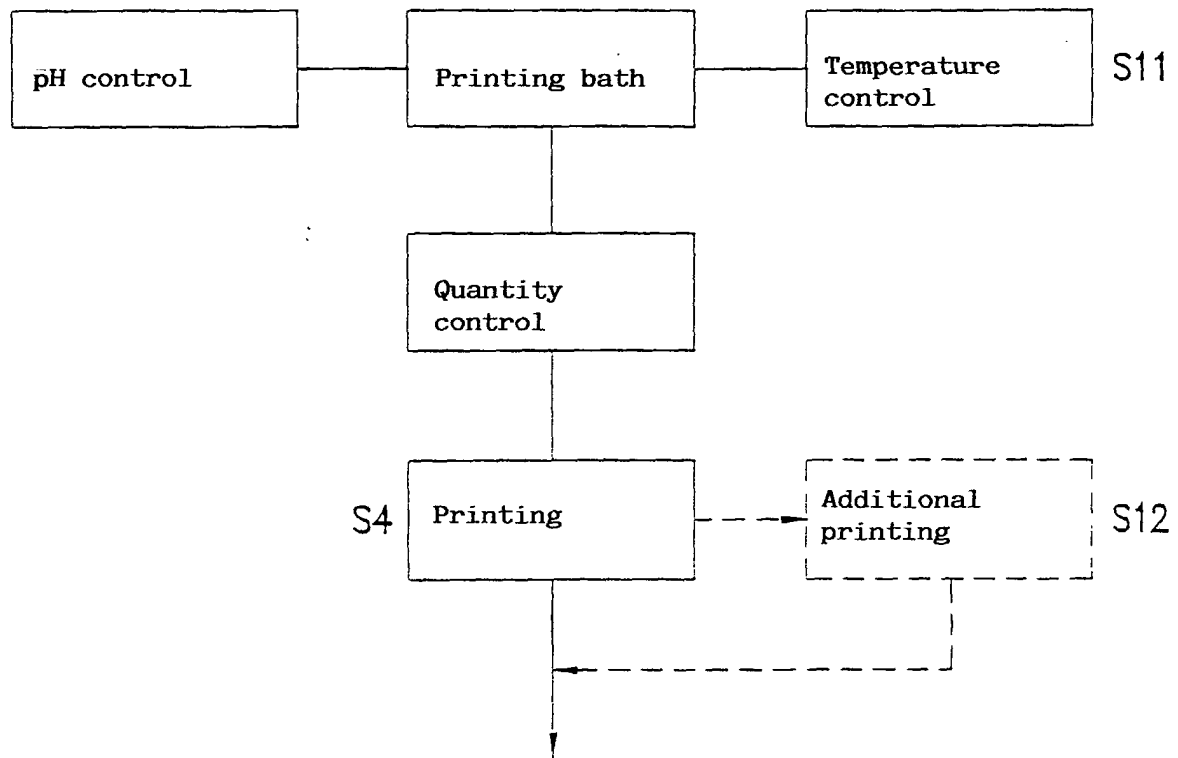 pH control
Printing bath
Temperature
control
S11
Quantity
control
S4
Printing
Additional
printing
S12